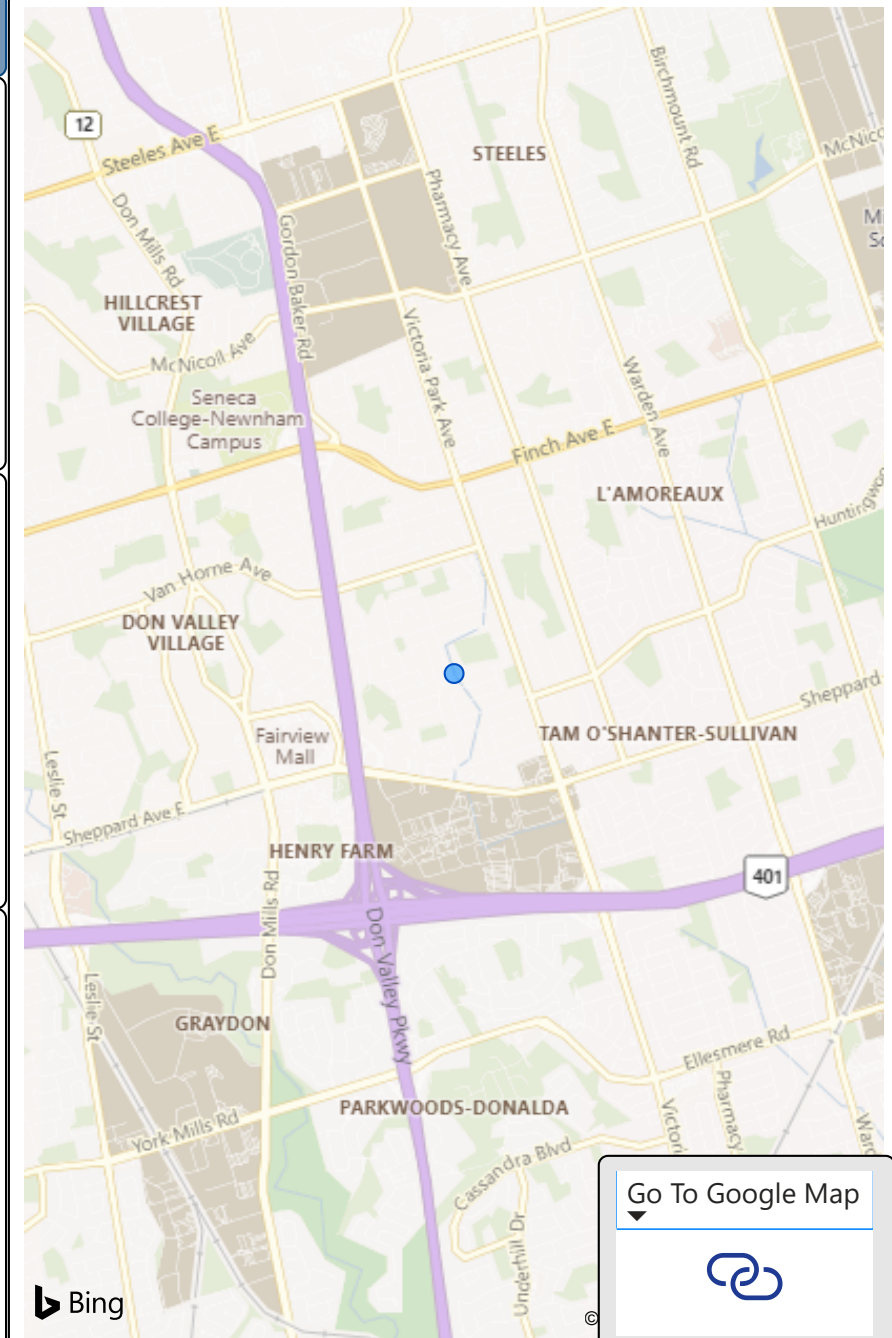 12
Steeles Ave E
STEELES
Birchmount Rd
Don Mills Rd
Pharmacy Ave
Gordon Baker Rd
HILLCREST
VILLAGE
McNicoll Ave
Victoria Park Ave
Seneca
College-Newnham
Campus
Warden Ave
Finch Ave E
L'AMOREAUX
Van Horne Ave
DON VALLEY
VILLAGE
Sheppard
Fairview
Mall
TAM O'SHANTER-SULLIVAN
Leslie St
Sheppard Ave E
HENRY FARM
401
Don Mills Rd
Don Valley Pkwy
Leslie St
GRAYDON
Ellesmere Rd
PARKWOODS-DONALDA
Pharmacy
York Mills Rd
Cassandra Blvd
Underhill Dr
Go To Google Map
Bing
©